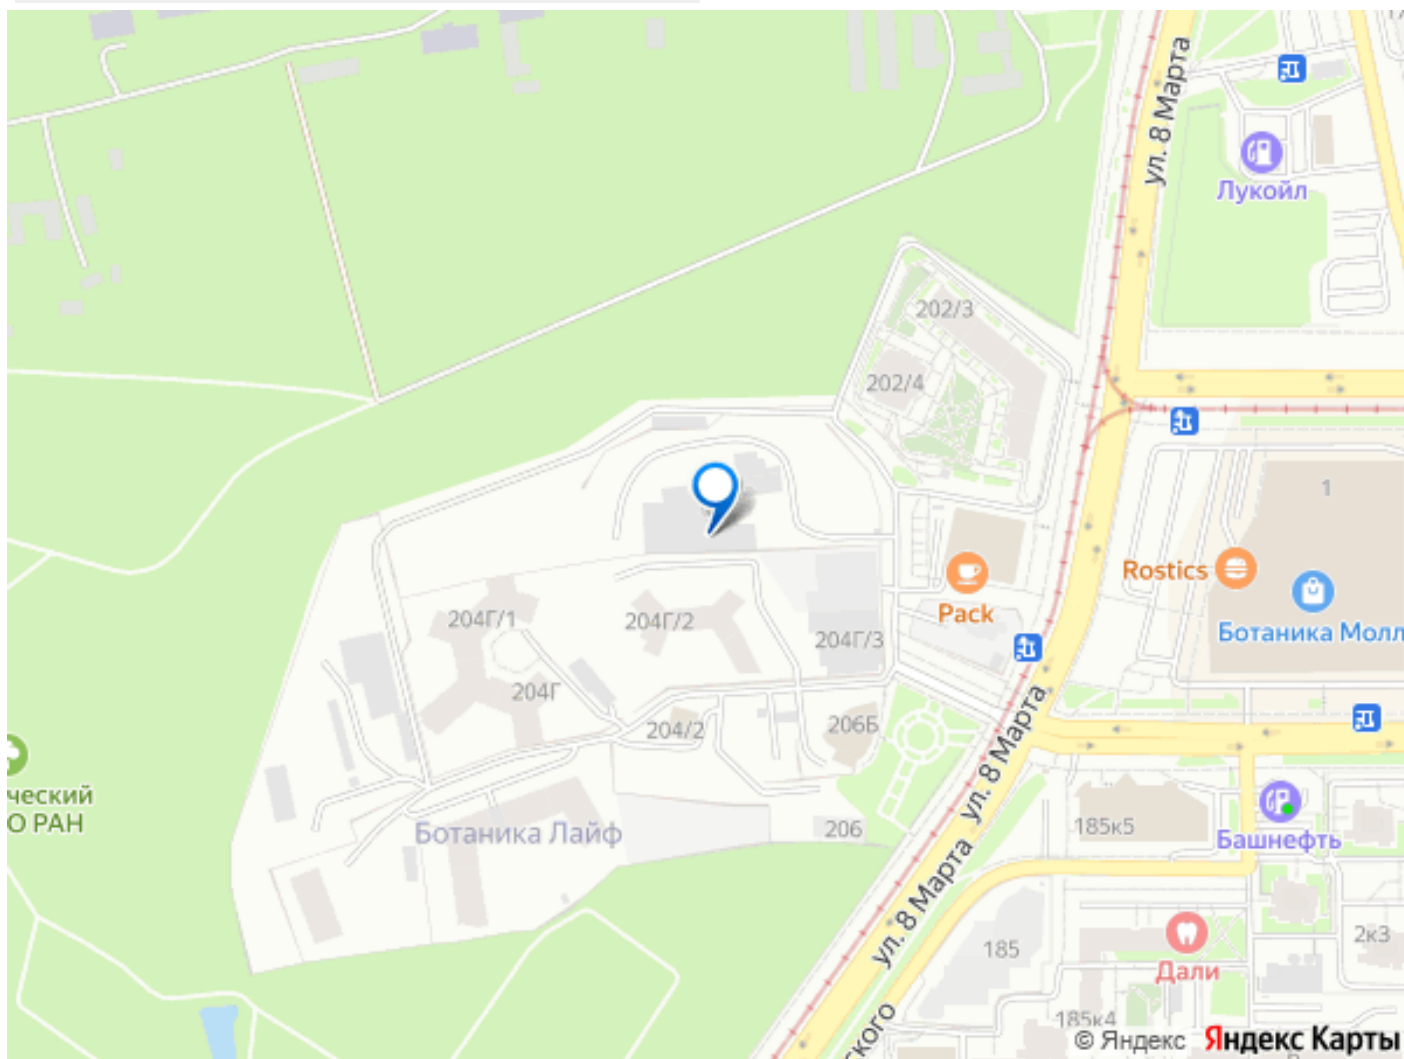 ул. 8 Марта
Лукойл
202/3
202/4
1
Rostics
Pack
Ботаника Молл
204Г/1
204Г/2
204Г/3
204Г
204/2
206Б
ул. 8 Марта
ческий
О РАН
Ботаника Лайф
206
185к5
Башнефть
ул. 8 Марта
185
Дали
2к3
185к4
ского
© Яндекс Яндекс Карты